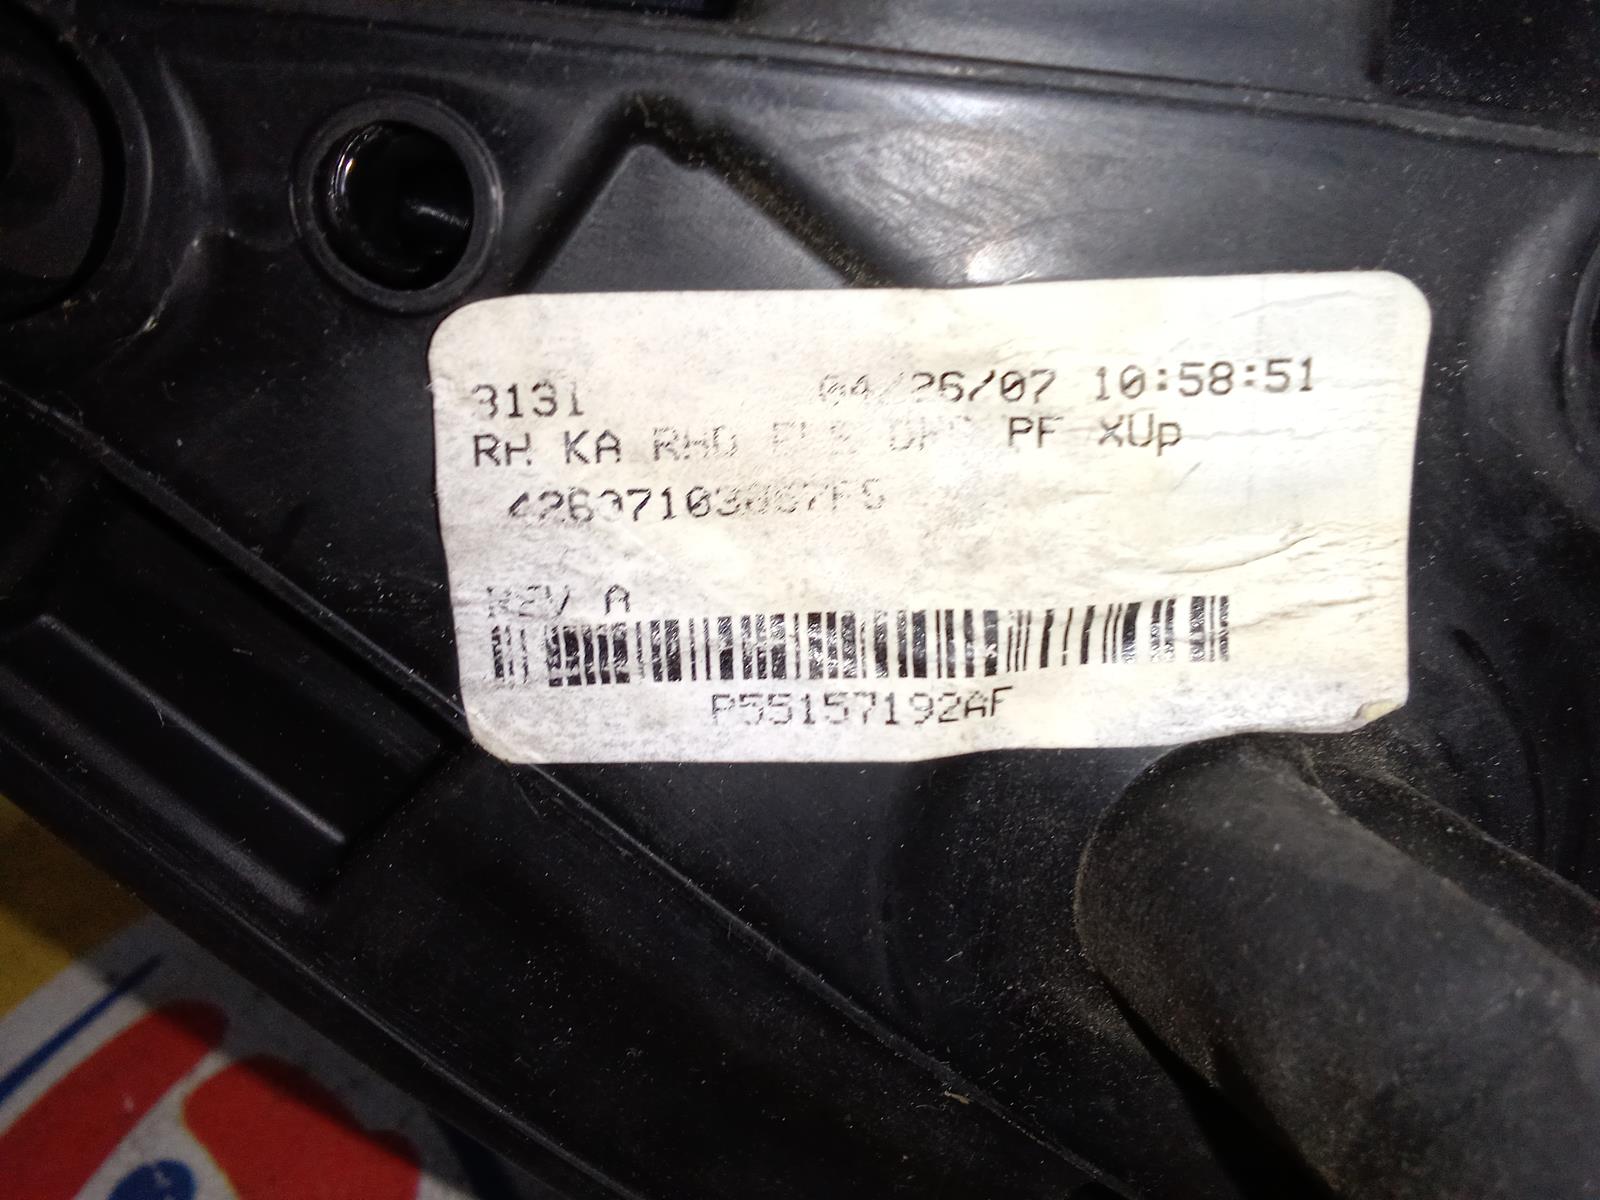 3131 04/26/07 10:58:51
RH KA RHD PF XUp
REV A
P55157192AF